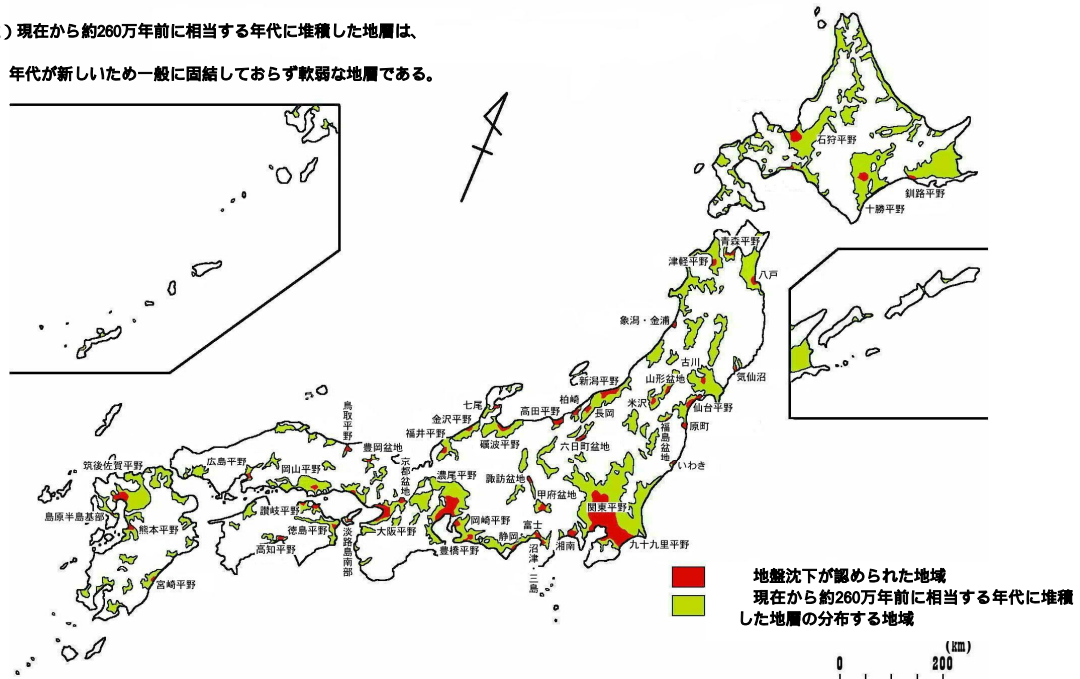 ）現在から約260万年前に相当する年代に堆積した地層は、
年代が新しいため一般に固結しておらず軟弱な地層である。
石狩平野
釧路平野
十勝平野
青森平野
津軽平野
八戸
象潟・金浦
古川
気仙沼
新潟平野
山形盆地
柏崎
米沢
仙台平野
七尾
高田平野
長岡
金沢平野
原町
鳥取平野
福井平野
礪波平野
六日町盆地
福島盆地
豊岡盆地
京都盆地
いわき
筑後佐賀平野
広島平野
岡山平野
濃尾平野
諏訪盆地
甲府盆地
関東平野
島原半島基部
讃岐平野
岡崎平野
富士
熊本平野
徳島平野
大阪平野
静岡
湘南
高知平野
淡路島南部
豊橋平野
沼津・三島
九十九里平野
宮崎平野
地盤沈下が認められた地域
現在から約260万年前に相当する年代に堆積
した地層の分布する地域
(km)
0 200